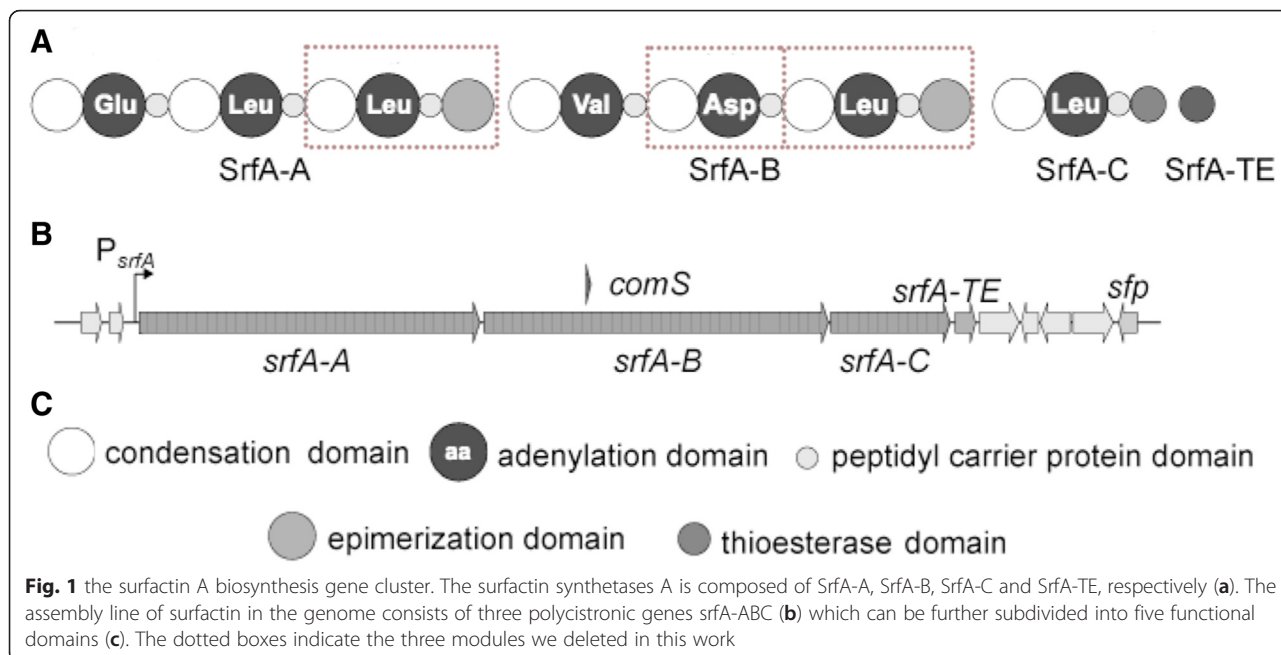 A
Glu Leu Leu Val Asp Leu Leu
SrfA-A SrfA-B SrfA-C SrfA-TE
B
PsrfA
comS
srfA-TE sfp
srfA-A srfA-B srfA-C
C
condensation domain aa adenylation domain peptidyl carrier protein domain
epimerization domain thioesterase domain
Fig. 1 the surfactin A biosynthesis gene cluster. The surfactin synthetases A is composed of SrfA-A, SrfA-B, SrfA-C and SrfA-TE, respectively (a). The
assembly line of surfactin in the genome consists of three polycistronic genes srfA-ABC (b) which can be further subdivided into five functional
domains (c). The dotted boxes indicate the three modules we deleted in this work